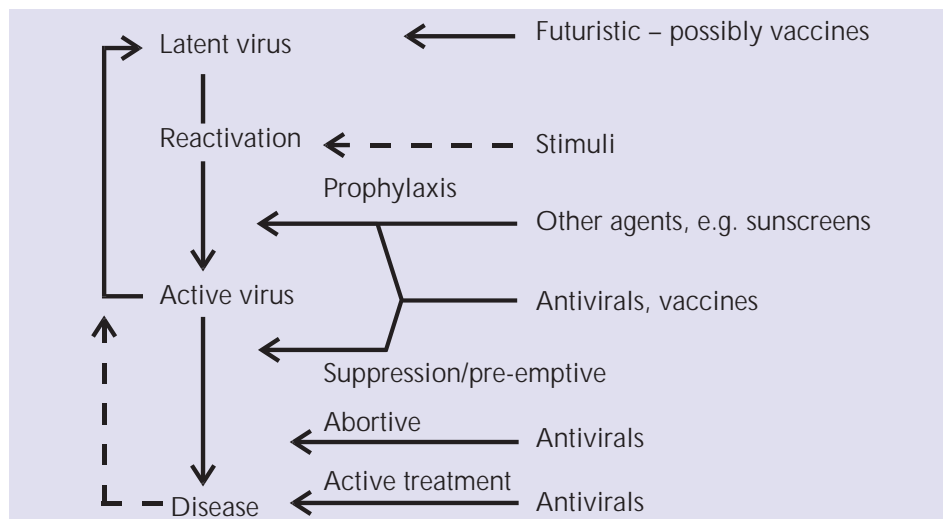 Latent virus
Futuristic – possibly vaccines
Reactivation
Stimuli
Prophylaxis
Other agents, e.g. sunscreens
Active virus
Antivirals, vaccines
Suppression/pre-emptive
Abortive
Antivirals
Active treatment
Disease
Antivirals